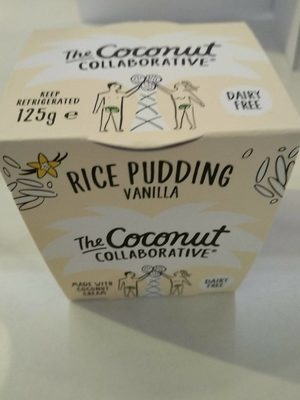 The Coconut
COLLABORATIVE
KEEP
REFRIGERATED
125g e
DAIRY
FREE
RICE PUDDING
VANILLA
The Coconut
COLLABORATIVE
MADE WITH
COCONUT
CREAM
DAIRY
FREE